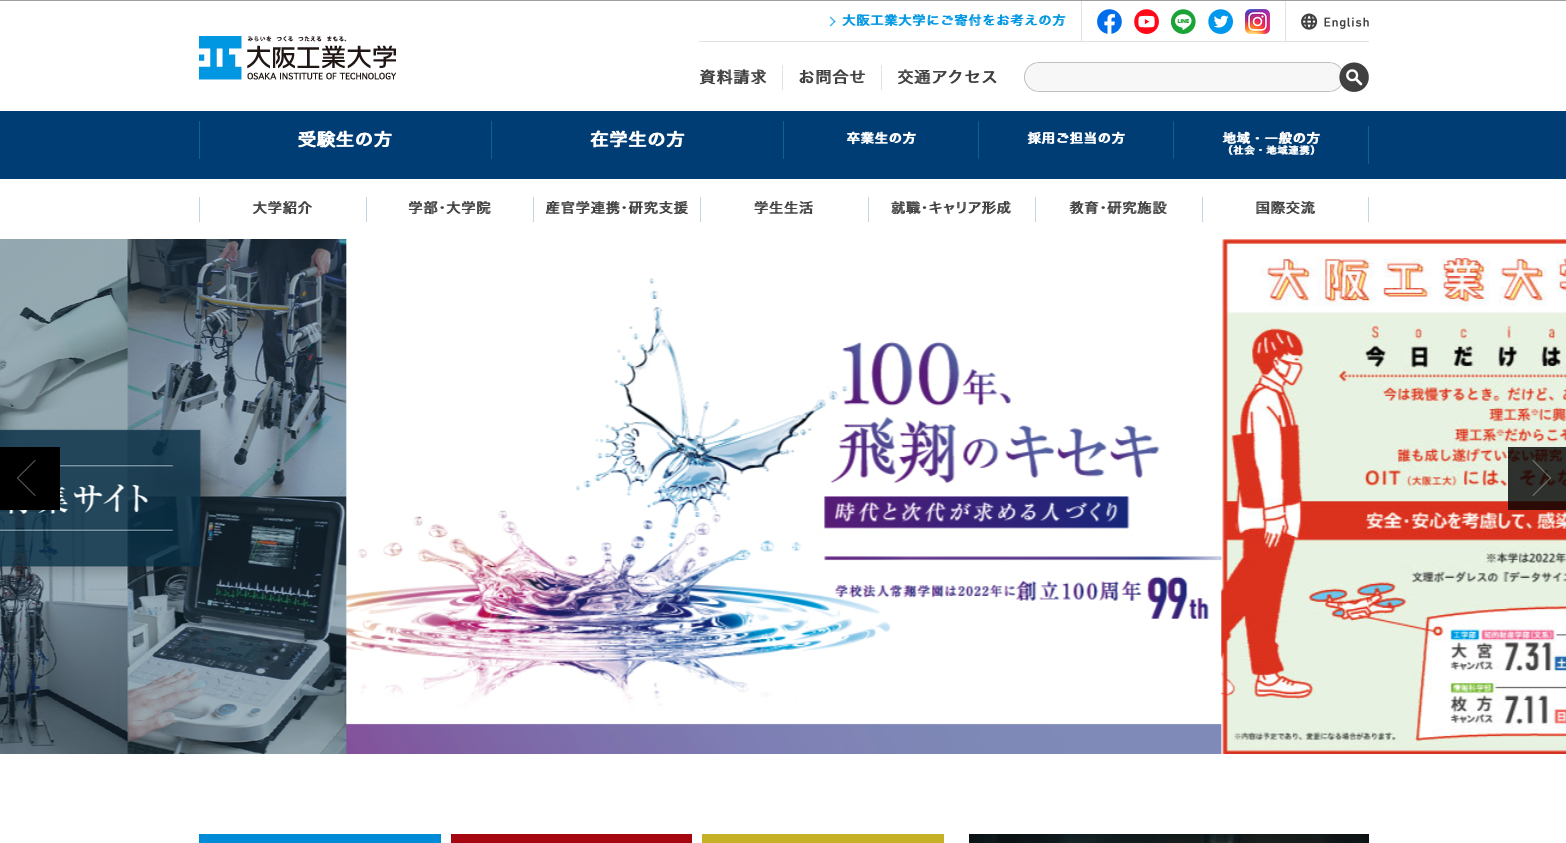 大阪工業大学にご寄付をお考えの方
English
みらいを つくる つたえる まもる。
大阪工業大学
OSAKA INSTITUTE OF TECHNOLOGY
資料請求
お問合せ
交通アクセス
受験生の方
在学生の方
卒業生の方
採用ご担当の方
地域・一般の方
(社会・地域連携)
大学紹介
学部・大学院
産官学連携・研究支援
学生生活
就職・キャリア形成
教育・研究施設
国際交流
集サイト
100年、
飛翔のキセキ
時代と次代が求める人づくり
学校法人常翔学園は2022年に創立100周年 99th
大阪工業大
Socia
今日だけは
今は我慢するとき。だけど、
理工系※に興
理工系※だからこそ
誰も成し遂げていない研究
OIT(大阪工大)には、そんな
安全・安心を考慮して、感染
※本学は2022年
文理ボーダレスの『データサイ
工学部 知的財産学部(文系)
大宮
キャンパス
7.31 土
情報科学部
枚方
キャンパス
7.11 日
※内容は予定であり、変更になる場合があります。